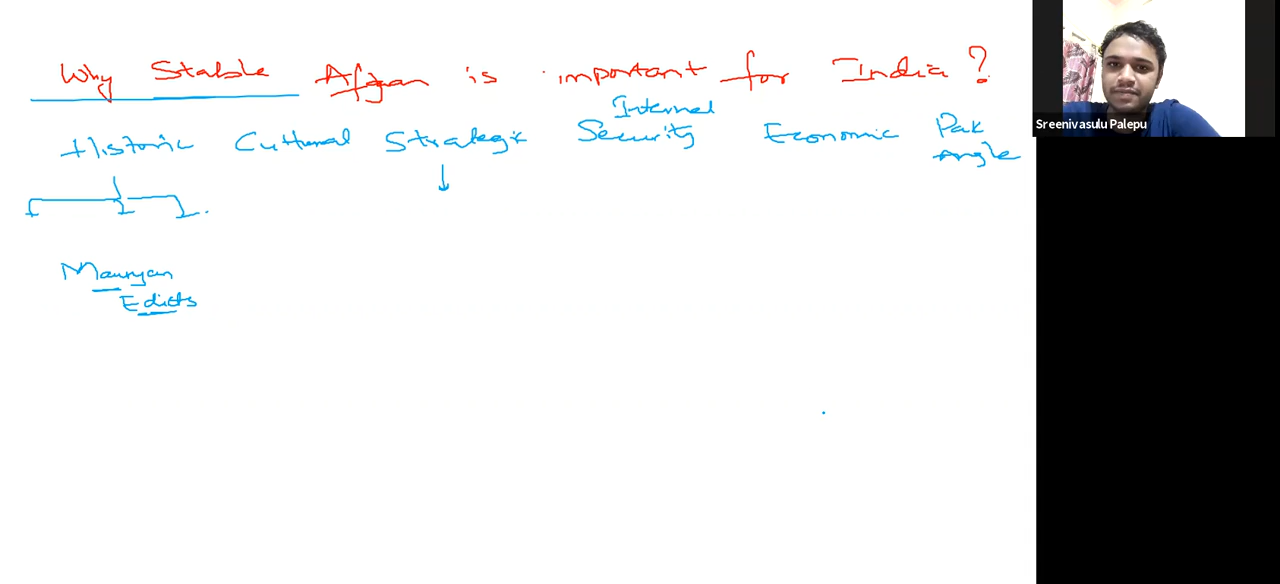 Why Stable Afgan is important for India?
Historic Cultural Strategic Internal Security Economic Pak Angle
Mauryan
Edicts
Sreenivasulu Palepu